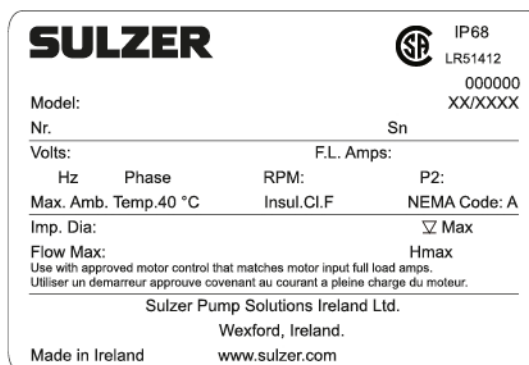 SULZER
SA
IP68
LR51412
000000
Model: XX/XXXX
Nr. Sn
Volts: F.L. Amps:
Hz Phase RPM: P2:
Max. Amb. Temp.40 °C Insul.Cl.F NEMA Code: A
Imp. Dia: Max
Flow Max: Hmax
Use with approved motor control that matches motor input full load amps.
Utiliser un demarreur approuve covenant au courant a pleine charge du moteur.
Sulzer Pump Solutions Ireland Ltd.
Wexford, Ireland.
Made in Ireland www.sulzer.com